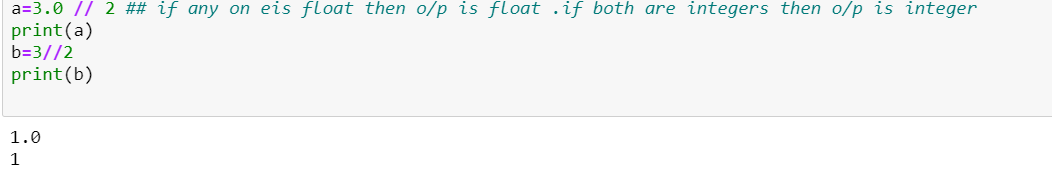 a=3.0 // 2 ## if any on eis float then o/p is float .if both are integers then o/p is integer
print(a)
b=3//2
print(b)
1.0
1